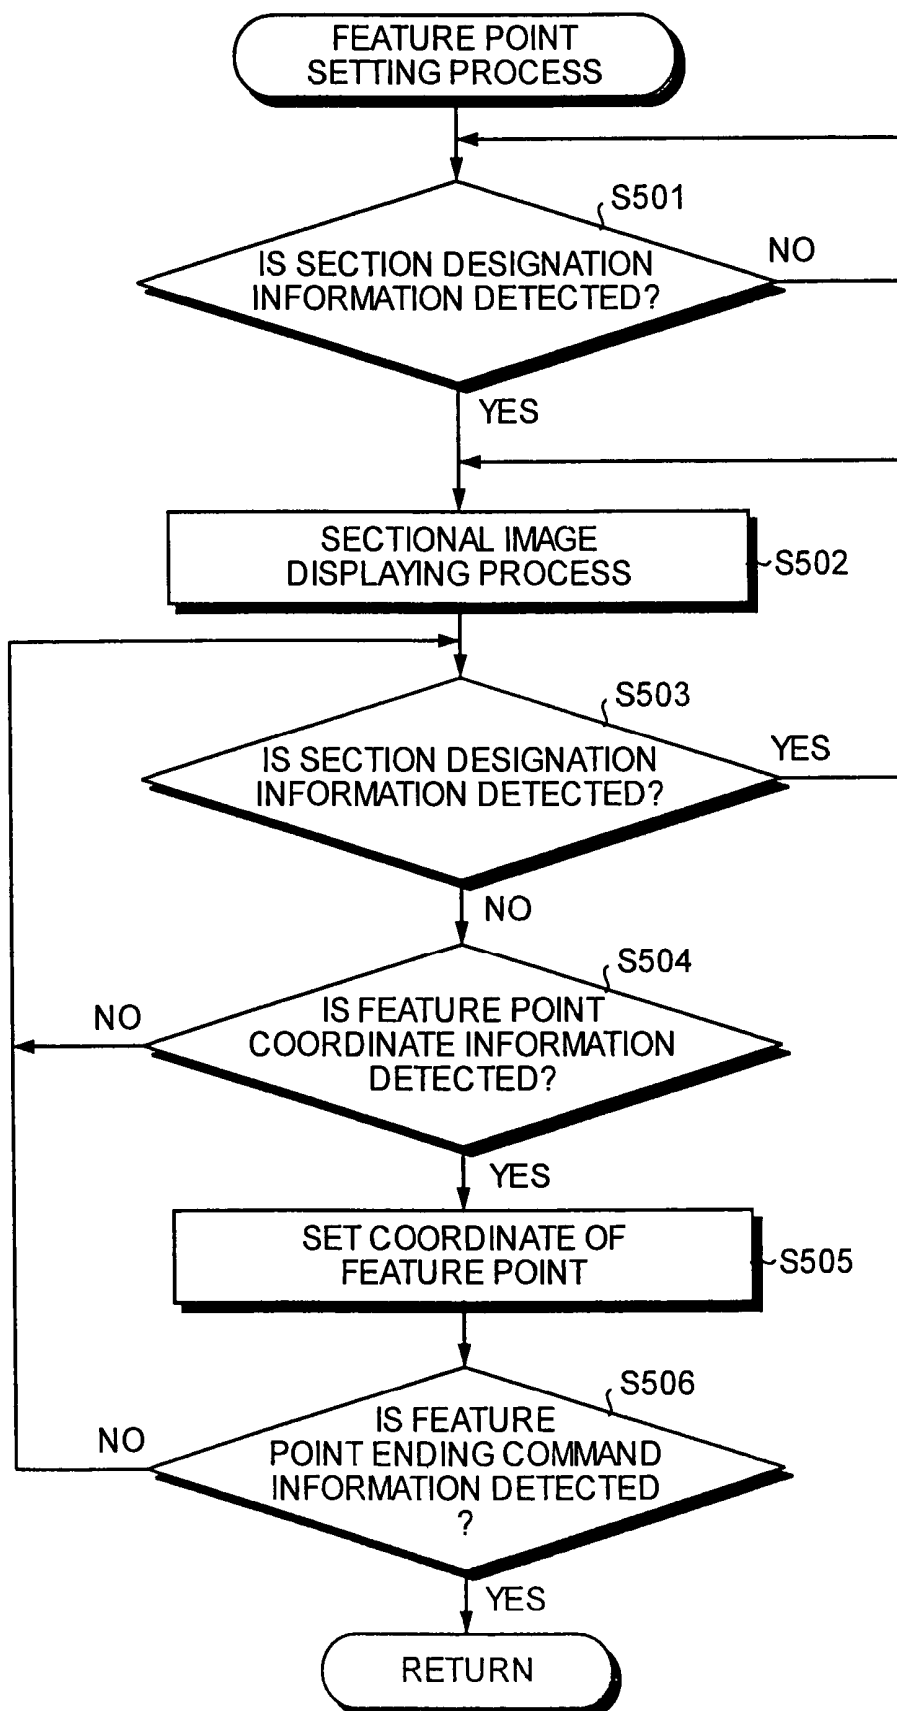 FEATURE POINT
SETTING PROCESS
S501
IS SECTION DESIGNATION
INFORMATION DETECTED?
NO
YES
SECTIONAL IMAGE
DISPLAYING PROCESS
S502
S503
IS SECTION DESIGNATION
INFORMATION DETECTED?
YES
NO
S504
IS FEATURE POINT
COORDINATE INFORMATION
DETECTED?
NO
YES
SET COORDINATE OF
FEATURE POINT
S505
S506
IS FEATURE
POINT ENDING COMMAND
INFORMATION DETECTED
?
NO
YES
RETURN